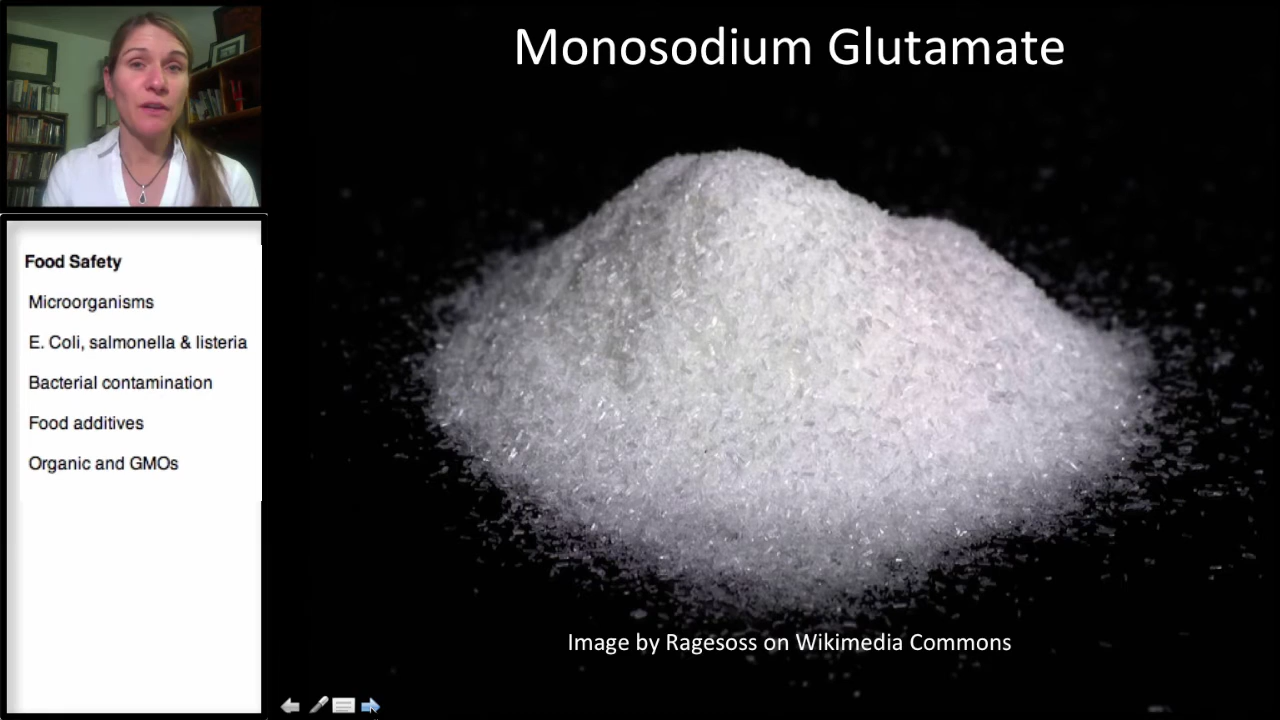 Monosodium Glutamate
Food Safety
Microorganisms
E. Coli, salmonella & listeria
Bacterial contamination
Food additives
Organic and GMOs
Image by Ragesoss on Wikimedia Commons